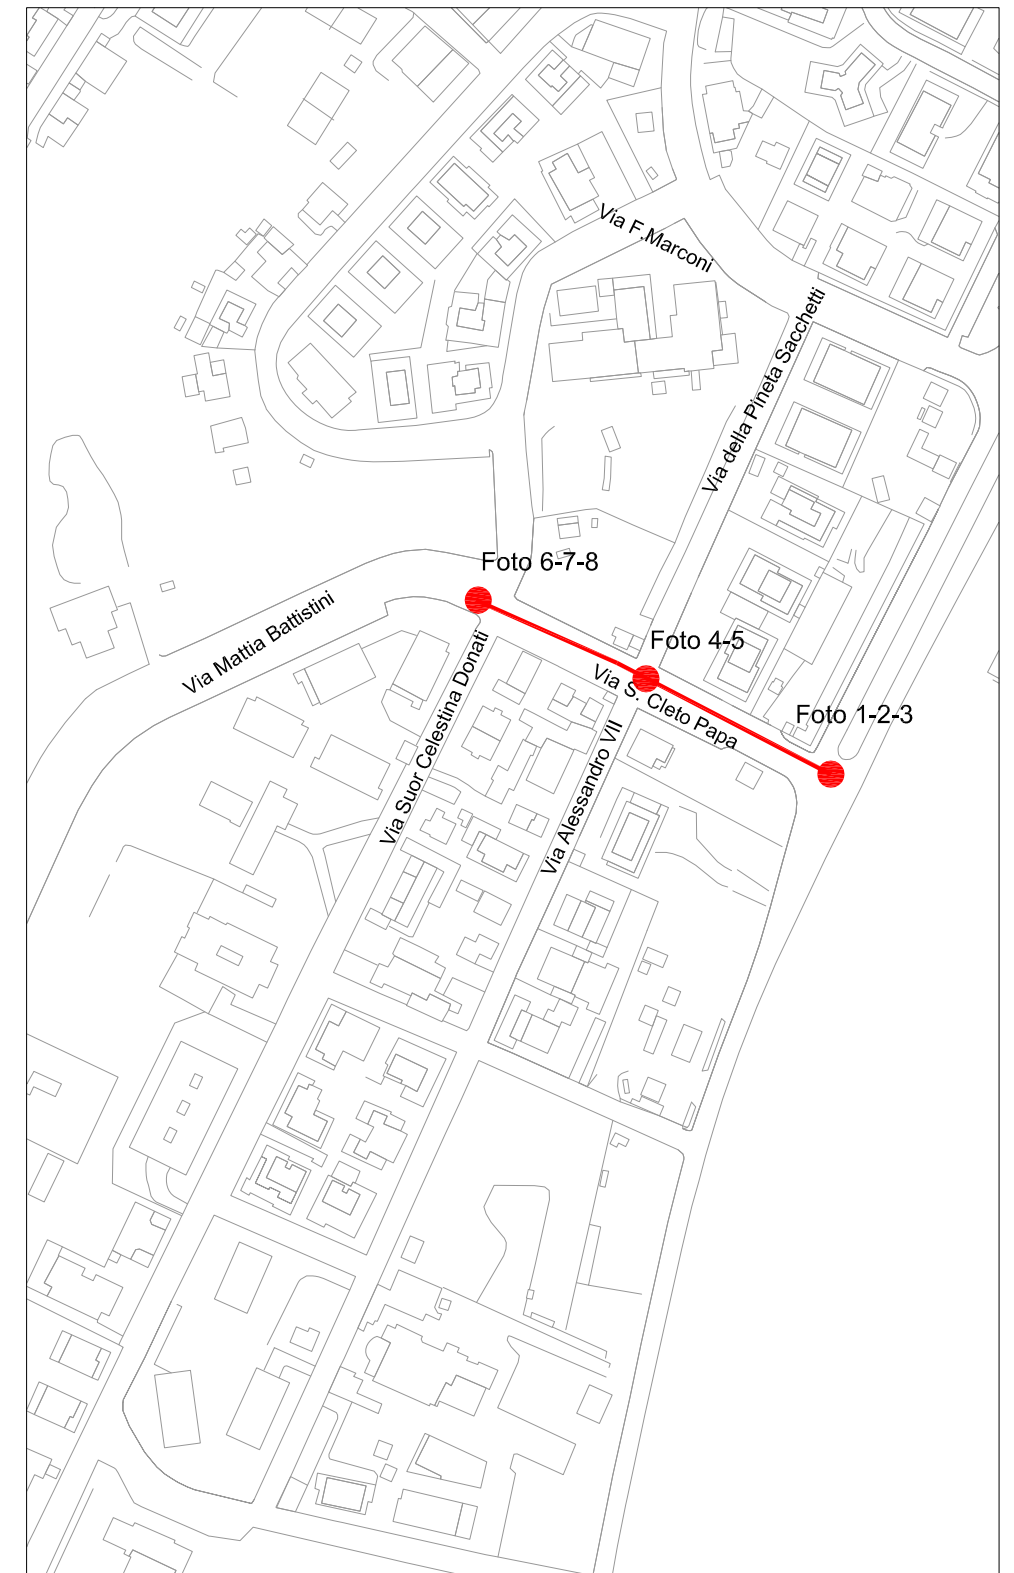 Via F.Marconi
Via della Pineta Sacchetti
Foto 6-7-8
Via Mattia Battistini
Foto 4-5
Via S. Cleto Papa
Foto 1-2-3
Via Suor Celestina Donati
Via Alessandro VII